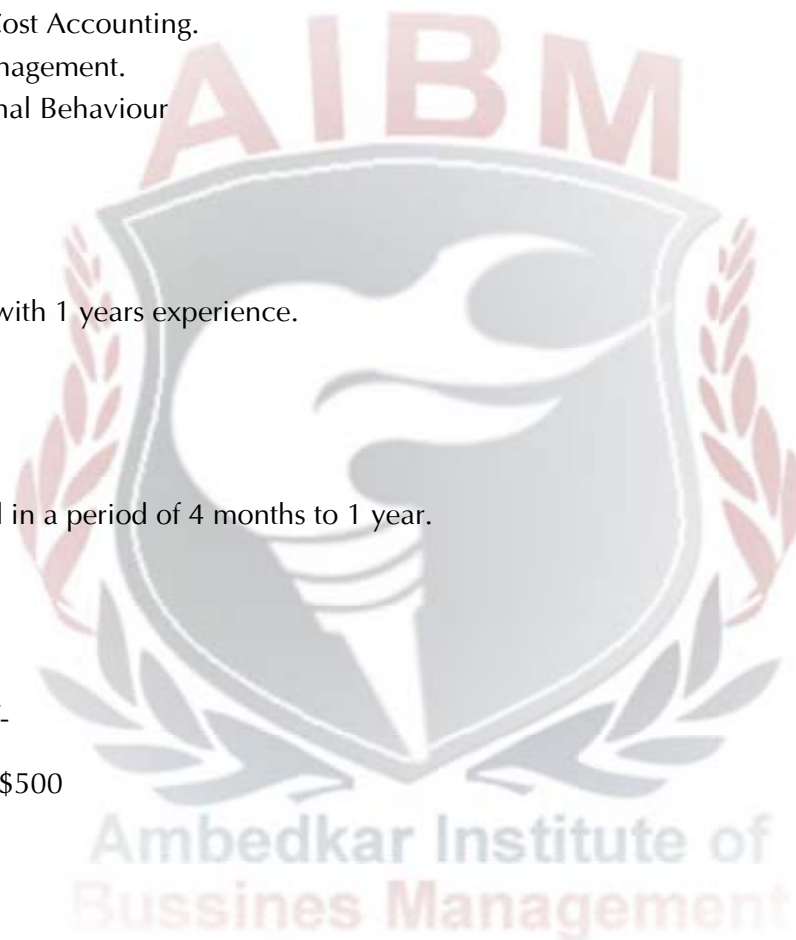 Cost Accounting.
AIBM
nagement.
nal Behaviour
with 1 years experience.
l in a period of 4 months to 1 year.
/-
$500
Ambedkar Institute of
Bussines Management